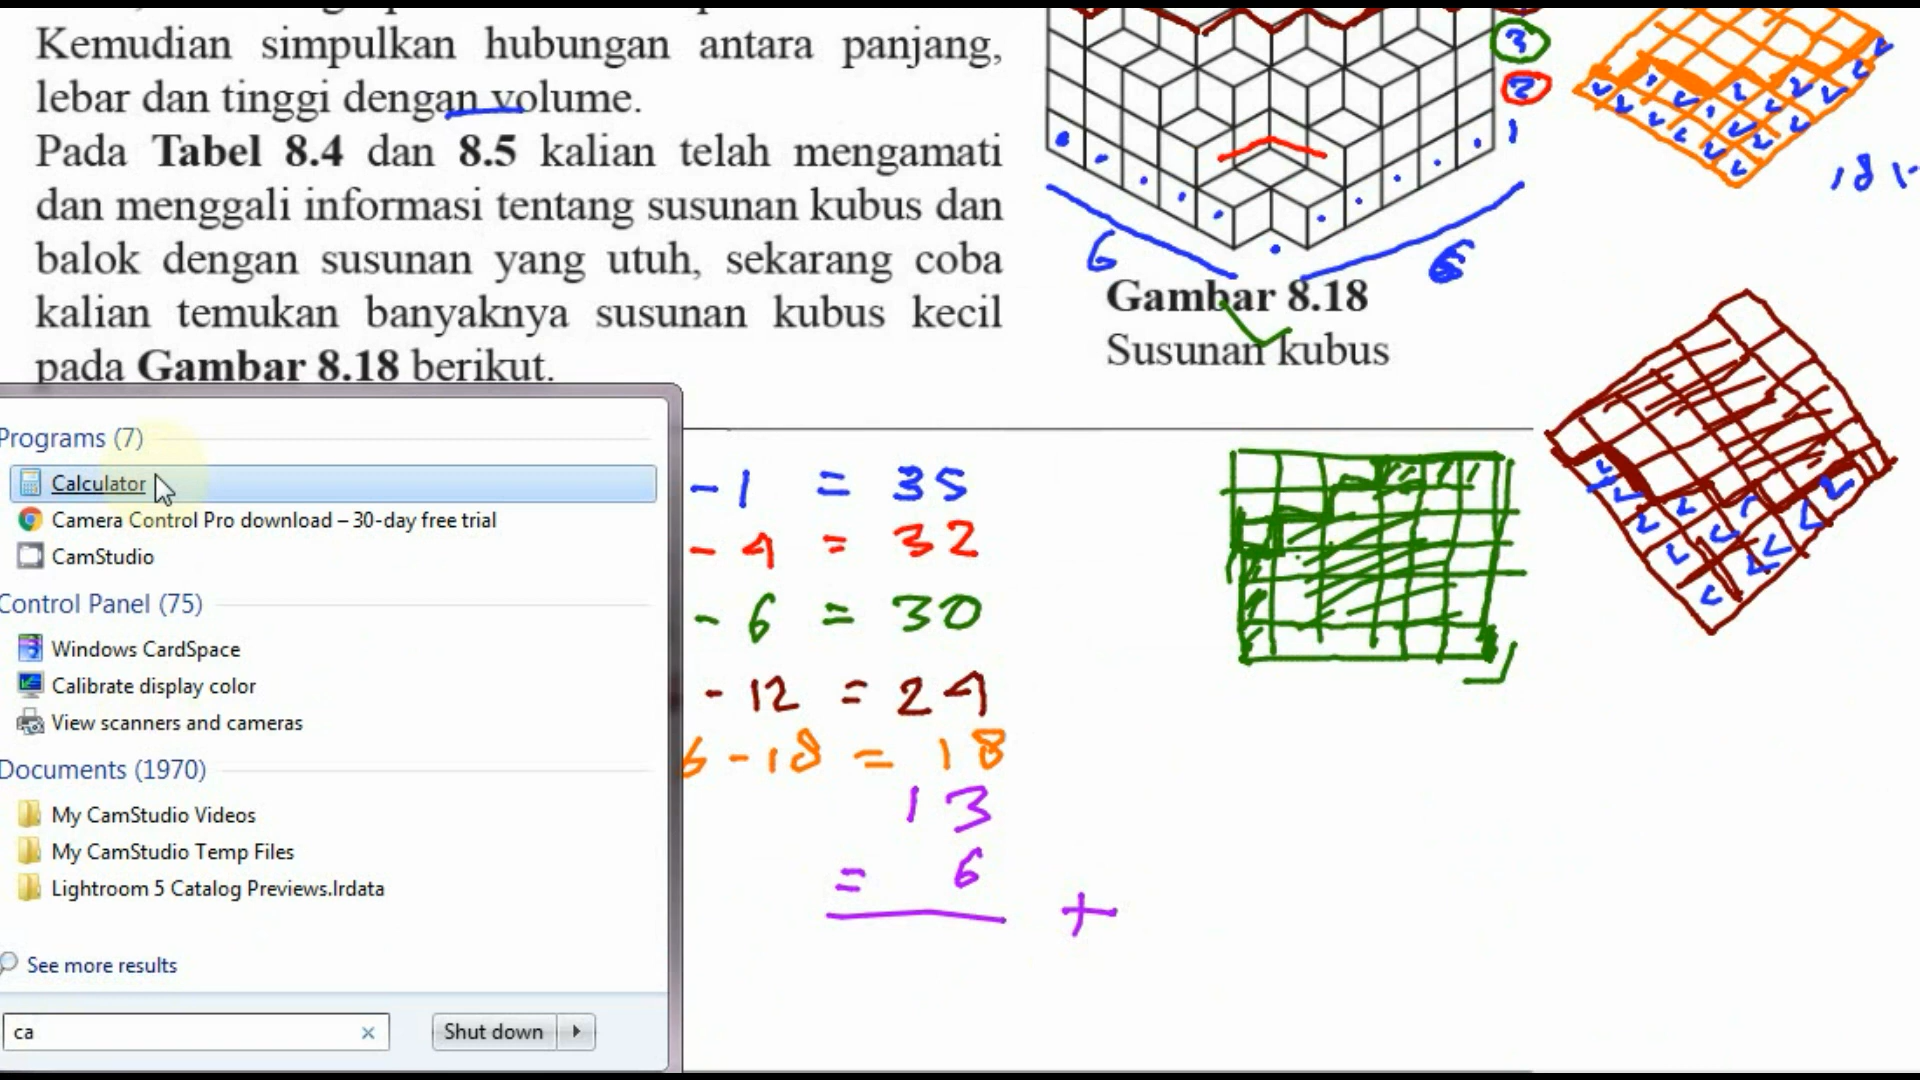 Kemudian simpulkan hubungan antara panjang,
lebar dan tinggi dengan volume.
Pada Tabel 8.4 dan 8.5 kalian telah mengamati
dan menggali informasi tentang susunan kubus dan
balok dengan susunan yang utuh, sekarang coba
kalian temukan banyaknya susunan kubus kecil
pada Gambar 8.18 berikut.
3
2
1
6
Gambar 8.18
Susunan kubus
18
Programs (7)
Calculator
Camera Control Pro download – 30-day free trial
CamStudio
Control Panel (75)
Windows CardSpace
Calibrate display color
View scanners and cameras
Documents (1970)
My CamStudio Videos
My CamStudio Temp Files
Lightroom 5 Catalog Previews.lrdata
See more results
ca
Shut down
- 1 = 35
- 4 = 32
- 6 = 30
- 12 = 24
6 - 18 = 18
13
= 6
+